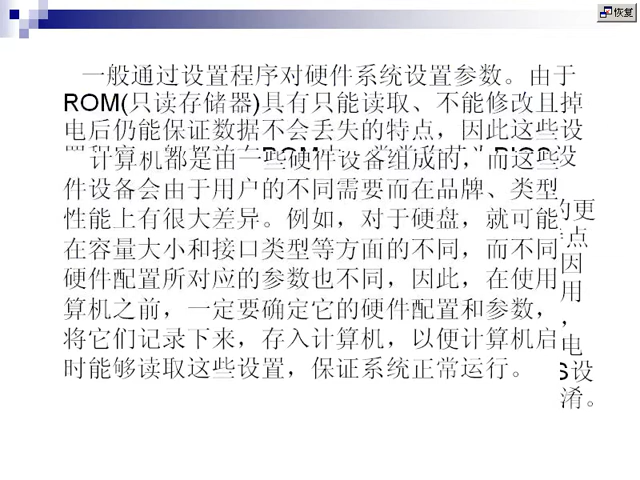 恢复
一般通过设置程序对硬件系统设置参数。由于
ROM(只读存储器)具有只能读取、不能修改且掉
电后仍能保证数据不会丢失的特点，因此这些设
计算机都是由一些硬件设备组成的，而这些
件设备会由于用户的不同需要而在品牌、类型
性能上有很大差异。例如，对于硬盘，就可能
在容量大小和接口类型等方面的不同，而不同
硬件配置所对应的参数也不同，因此，在使用
算机之前，一定要确定它的硬件配置和参数，
将它们记录下来，存入计算机，以便计算机启
时能够读取这些设置，保证系统正常运行。
没
的更
点
因
用
，
电
S设
淆。